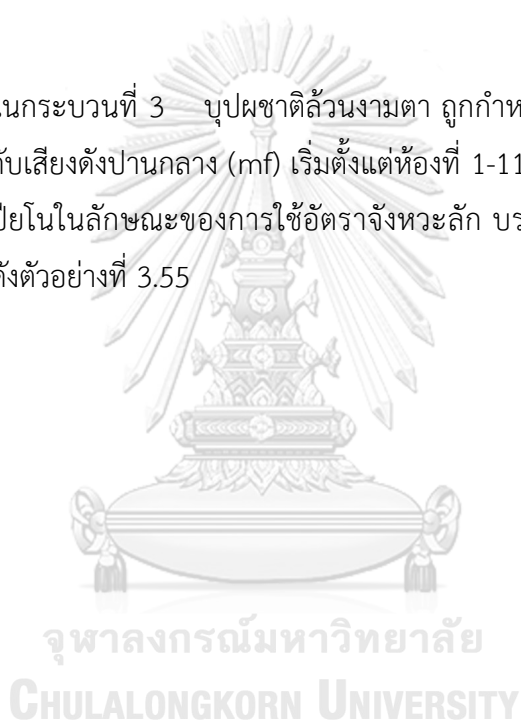 นกระบวนที่ 3 บุปผชาติล้วนงามตา ถูกกำห
กับเสียงดังปานกลาง (mf) เริ่มตั้งแต่ห้องที่ 1-11
ปียโนในลักษณะของการใช้อัตราจังหวะลัก บร
ดังตัวอย่างที่ 3.55
จุฬาลงกรณ์มหาวิทยาลัย
CHULALONGKORN UNIVERSITY